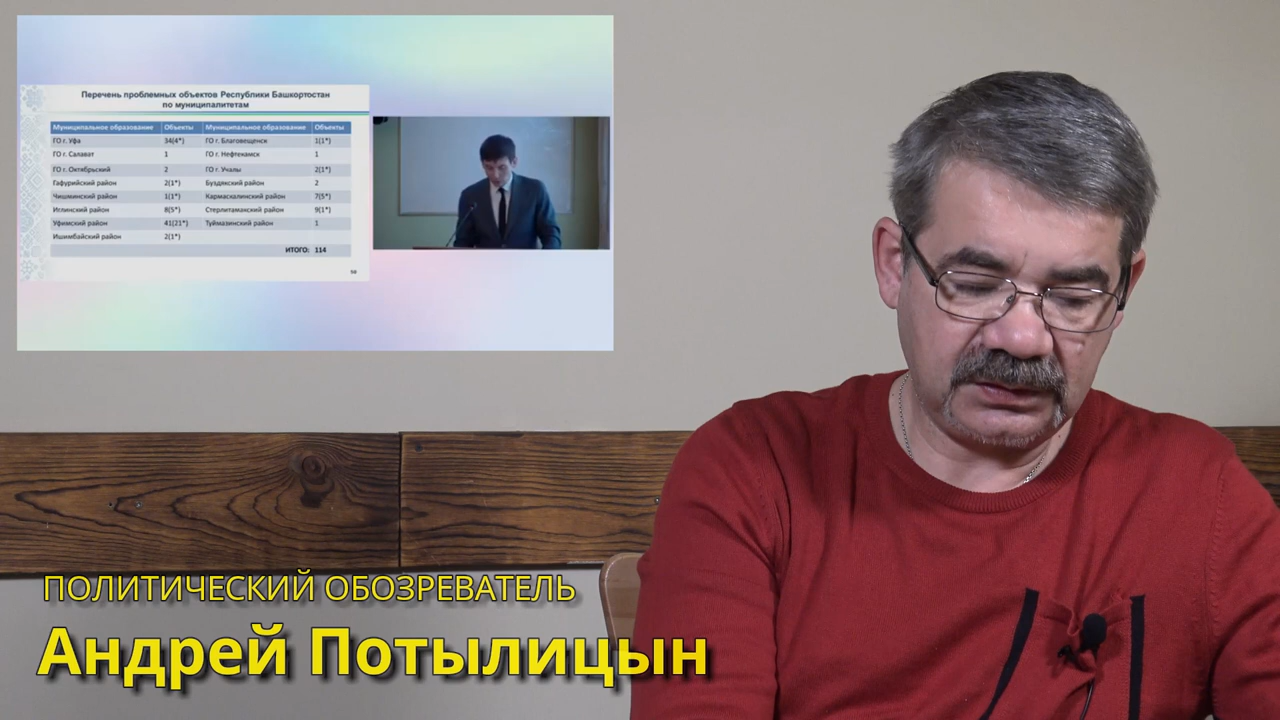 Перечень проблемных объектов Республики Башкортостан
по муниципалитетам
Муниципальное образование Объекты Муниципальное образование Объекты
ГО г. Уфа 34(4*) ГО г. Благовещенск 1(1*)
ГО г. Салават 1 ГО г. Нефтекамск 1
ГО г. Октябрьский 2 ГО г. Учалы 2(1*)
Гафурийский район 2(1*) Буздякский район 2
Чишминский район 1(1*) Кармаскалинский район 7(5*)
Иглинский район 8(5*) Стерлитамакский район 9(1*)
Уфимский район 41(21*) Туймазинский район 1
Ишимбайский район 2(1*)
ИТОГО: 114
50
ПОЛИТИЧЕСКИЙ ОБОЗРЕВАТЕЛЬ
Андрей Потылицын